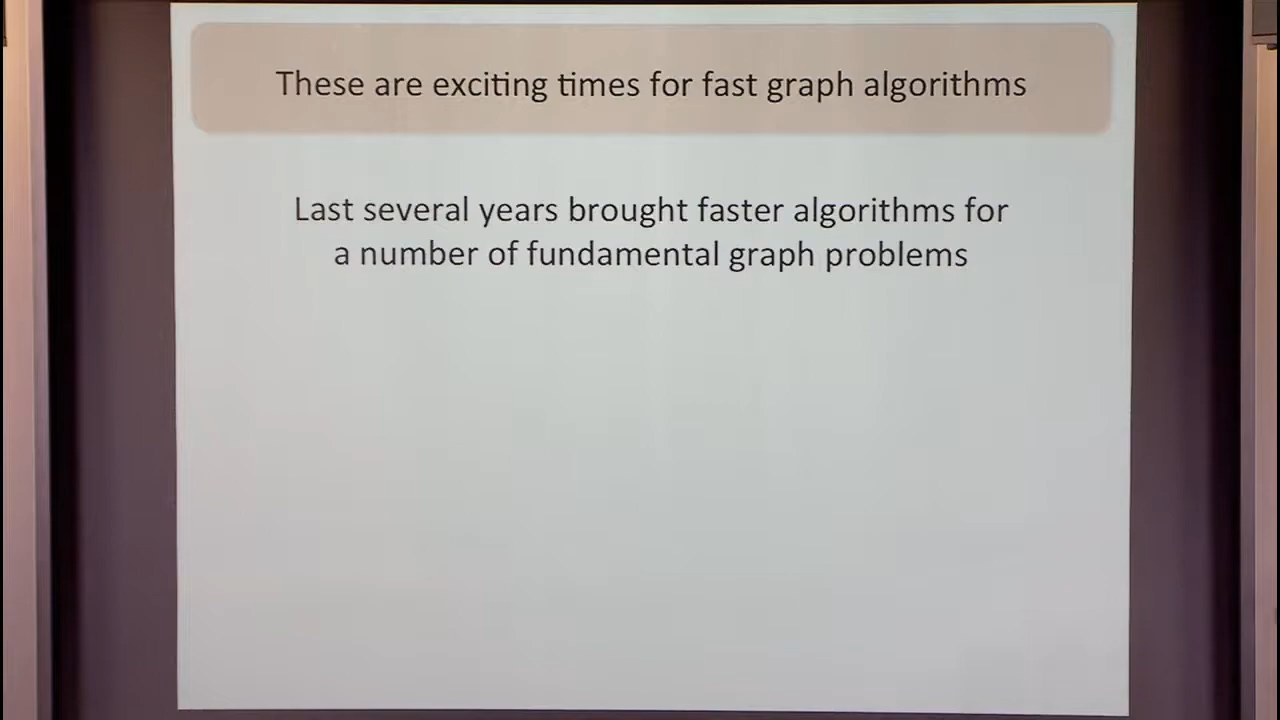 These are exciting times for fast graph algorithms
Last several years brought faster algorithms for
a number of fundamental graph problems